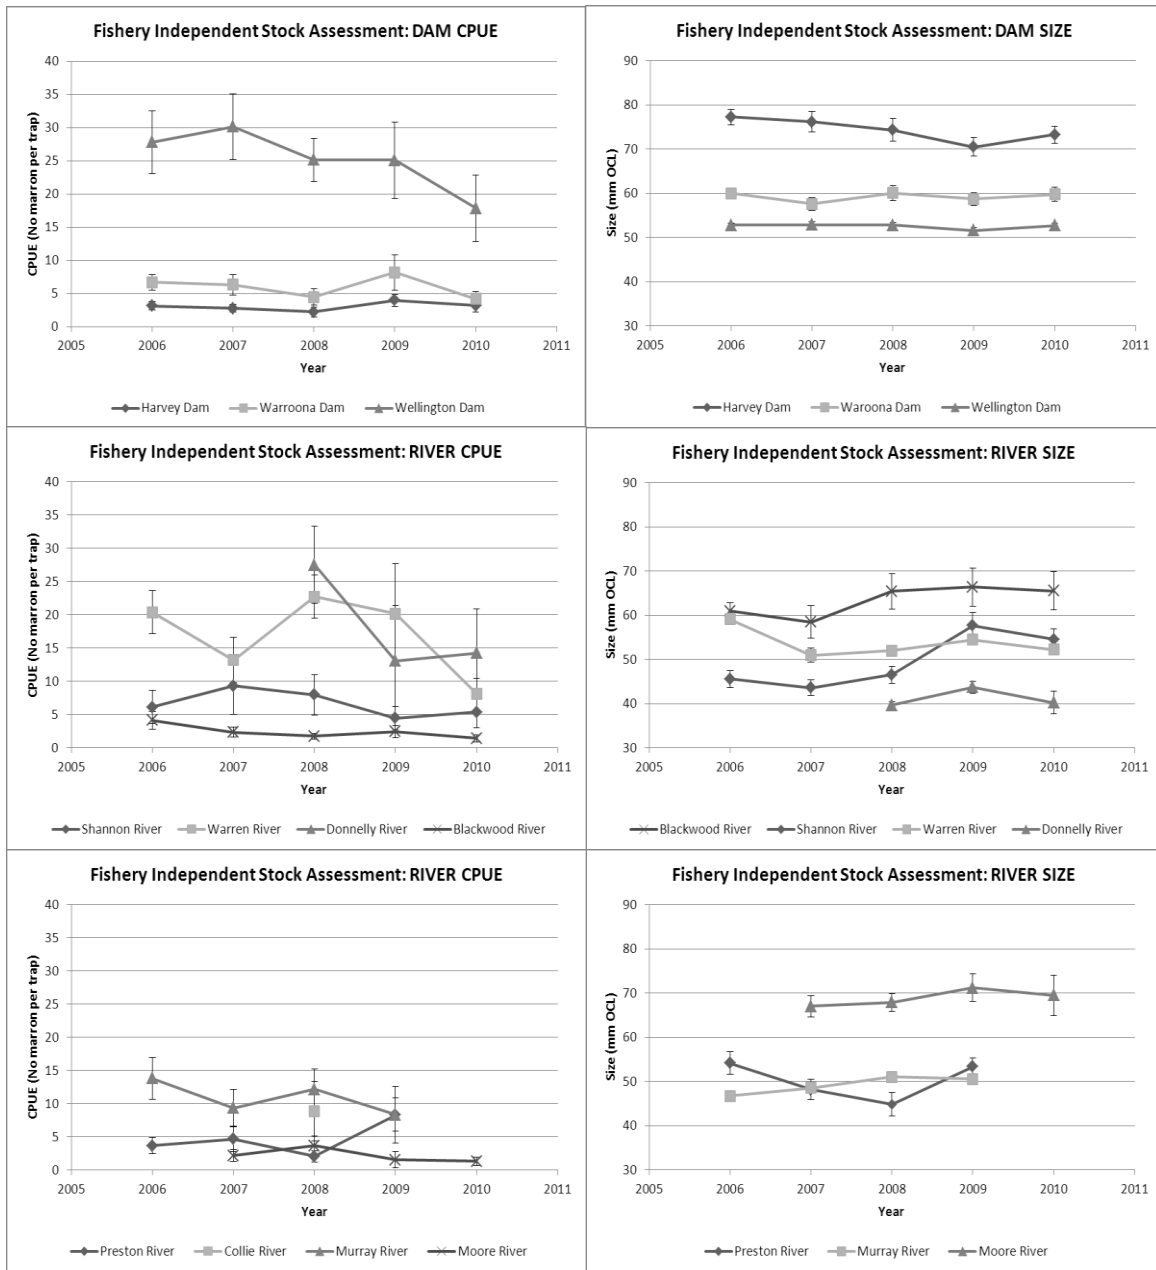 Fishery Independent Stock Assessment: DAM CPUE
40
35
30
25
20
15
10
5
0
CPUE (No marron per trap)
2005 2006 2007 2008 2009 2010 2011
Year
Harvey Dam Warroona Dam Wellington Dam
Fishery Independent Stock Assessment: DAM SIZE
90
80
70
60
50
40
30
Size (mm OCL)
2005 2006 2007 2008 2009 2010 2011
Year
Harvey Dam Waroona Dam Wellington Dam
Fishery Independent Stock Assessment: RIVER CPUE
40
35
30
25
20
15
10
5
0
CPUE (No marron per trap)
2005 2006 2007 2008 2009 2010 2011
Year
Shannon River Warren River Donnelly River Blackwood River
Fishery Independent Stock Assessment: RIVER SIZE
90
80
70
60
50
40
30
Size (mm OCL)
2005 2006 2007 2008 2009 2010 2011
Year
Blackwood River Shannon River Warren River Donnelly River
Fishery Independent Stock Assessment: RIVER CPUE
40
35
30
25
20
15
10
5
0
CPUE (No marron per trap)
2005 2006 2007 2008 2009 2010 2011
Year
Preston River Collie River Murray River Moore River
Fishery Independent Stock Assessment: RIVER SIZE
90
80
70
60
50
40
30
Size (mm OCL)
2005 2006 2007 2008 2009 2010 2011
Year
Preston River Murray River Moore River